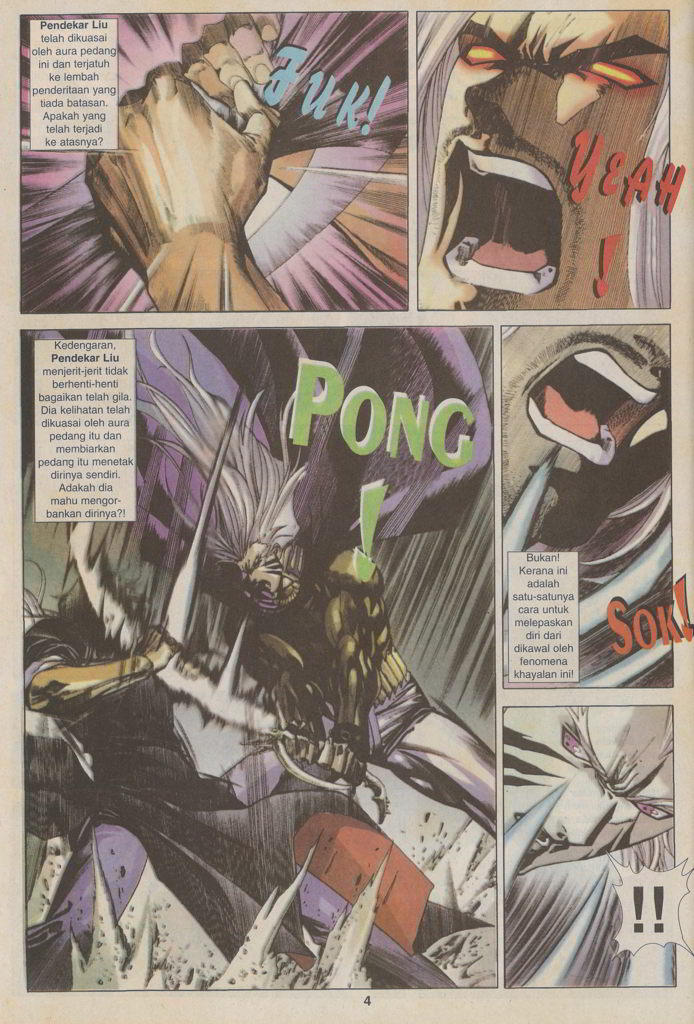 Pendekar Liu
telah dikuasai
oleh aura pedang
ini dan terjatuh
ke lembah
penderitaan yang
tiada batasan.
Apakah yang
telah terjadi
ke atasnya?
JUK!
YEAH
!
Kedengaran,
Pendekar Liu
menjerit-jerit tidak
berhenti-henti
bagaikan telah gila.
Dia kelihatan telah
dikuasai oleh aura
pedang itu dan
membiarkan
pedang itu menetak
dirinya sendiri.
Adakah dia
mahu mengor-
bankan dirinya?!
PONG
!
Bukan!
Kerana ini
adalah
satu-satunya
cara untuk
melepaskan
diri dari
dikawal oleh
fenomena
khayalan ini!
SOK!
!!
4